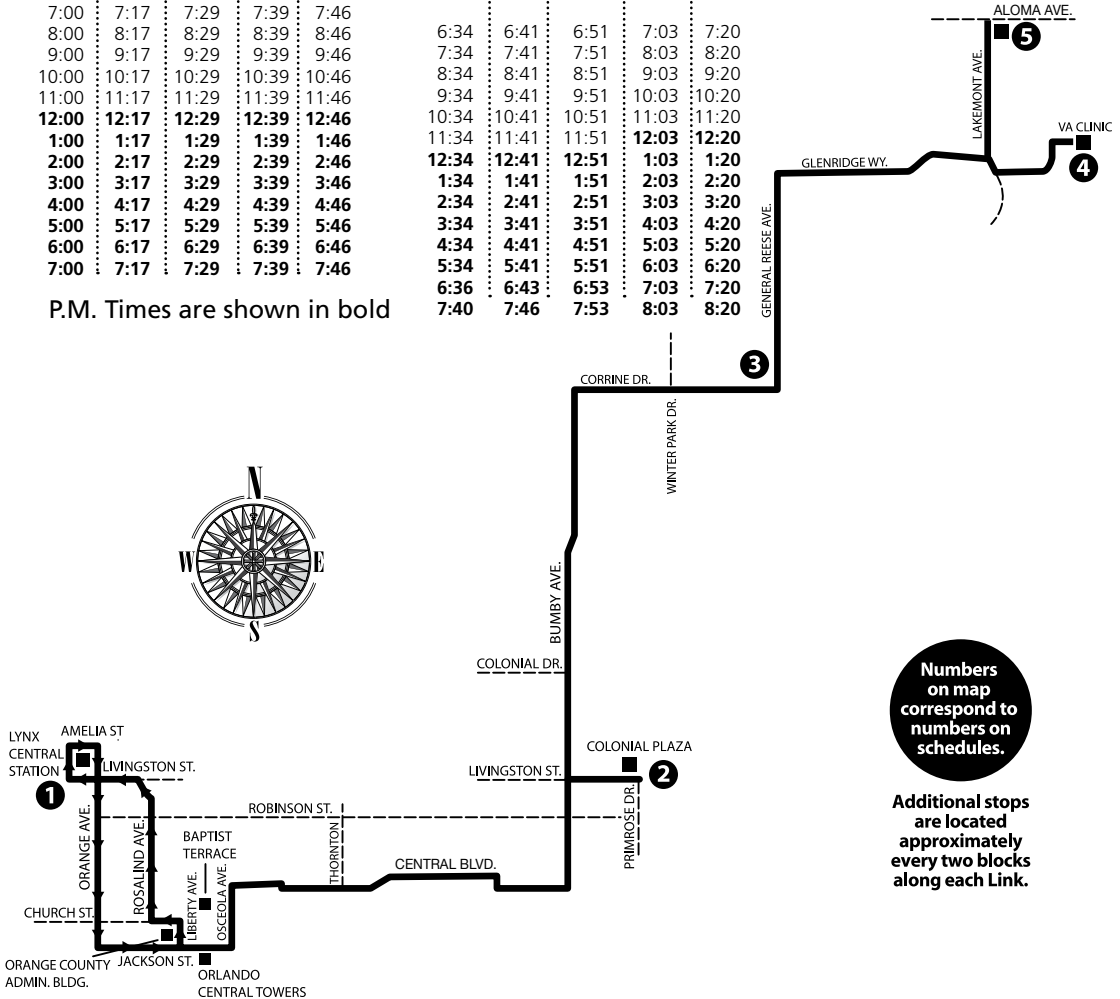 7:00 7:17 7:29 7:39 7:46
8:00 8:17 8:29 8:39 8:46
9:00 9:17 9:29 9:39 9:46
10:00 10:17 10:29 10:39 10:46
11:00 11:17 11:29 11:39 11:46
12:00 12:17 12:29 12:39 12:46
1:00 1:17 1:29 1:39 1:46
2:00 2:17 2:29 2:39 2:46
3:00 3:17 3:29 3:39 3:46
4:00 4:17 4:29 4:39 4:46
5:00 5:17 5:29 5:39 5:46
6:00 6:17 6:29 6:39 6:46
7:00 7:17 7:29 7:39 7:46
P.M. Times are shown in bold
6:34 6:41 6:51 7:03 7:20
7:34 7:41 7:51 8:03 8:20
8:34 8:41 8:51 9:03 9:20
9:34 9:41 9:51 10:03 10:20
10:34 10:41 10:51 11:03 11:20
11:34 11:41 11:51 12:03 12:20
12:34 12:41 12:51 1:03 1:20
1:34 1:41 1:51 2:03 2:20
2:34 2:41 2:51 3:03 3:20
3:34 3:41 3:51 4:03 4:20
4:34 4:41 4:51 5:03 5:20
5:34 5:41 5:51 6:03 6:20
6:36 6:43 6:53 7:03 7:20
7:40 7:46 7:53 8:03 8:20
ALOMA AVE.
5
LAKEMONT AVE.
VA CLINIC
4
GLENRIDGE WY.
GENERAL REESE AVE.
3
CORRINE DR.
WINTER PARK DR.
N
W E
S
BUMBY AVE.
COLONIAL DR.
Numbers
on map
correspond to
numbers on
schedules.
Additional stops
are located
approximately
every two blocks
along each Link.
LYNX
CENTRAL
STATION
AMELIA ST
1
LIVINGSTON ST.
LIVINGSTON ST.
COLONIAL PLAZA
2
PRIMROSE DR.
ROBINSON ST.
ORANGE AVE.
ROSALIND AVE.
BAPTIST
TERRACE
LIBERTY AVE.
OSCEOLA AVE.
THORNTON
CENTRAL BLVD.
CHURCH ST.
ORANGE COUNTY
ADMIN. BLDG.
JACKSON ST.
ORLANDO
CENTRAL TOWERS